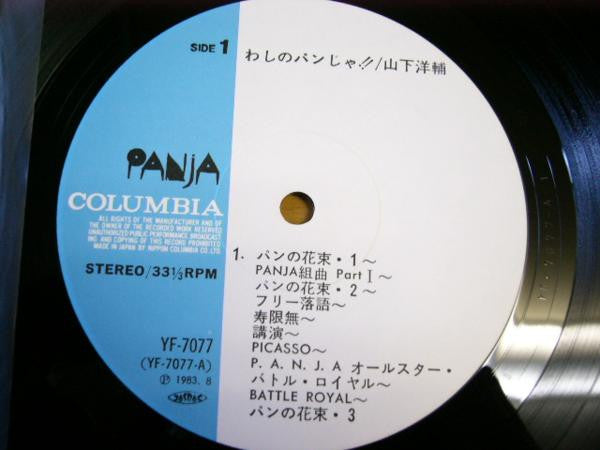 SIDE 1
わしのパンじゃ!!/山下洋輔
PANJA
COLUMBIA
ALL RIGHTS OF THE MANUFACTURER AND OF
THE OWNER OF THE RECORDED WORK RESERVED
UNAUTHORIZED PUBLIC PERFORMANCE BROADCAST
ING AND COPYING OF THIS RECORD PROHIBITED
MADE IN JAPAN BY NIPPON COLUMBIA CO. LTD.
STEREO/33 1/3 RPM
YF-7077
(YF-7077-A)
Ⓟ 1983. 8
1. パンの花束・1〜
PANJA組曲 Part I 〜
パンの花束・2〜
フリー落語〜
寿限無〜
講演〜
PICASSO〜
P. A. N. J. A オールスター・
バトル・ロイヤル〜
BATTLE ROYAL〜
パンの花束・3